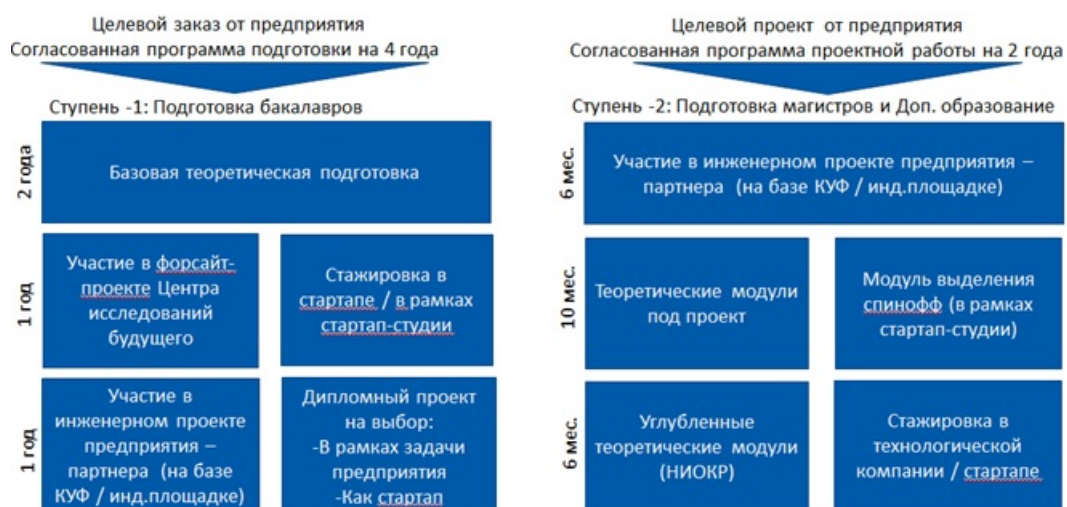 Целевой заказ от предприятия
Согласованная программа подготовки на 4 года
Ступень -1: Подготовка бакалавров
2 года
Базовая теоретическая подготовка
1 год
Участие в форсайт-
проекте Центра
исследований
будущего
Стажировка в
стартапе / в рамках
стартап-студии
1 год
Участие в
инженерном проекте
предприятия –
партнера (на базе
КУФ / инд.площадке)
Дипломный проект
на выбор:
-В рамках задачи
предприятия
-Как стартап
Целевой проект от предприятия
Согласованная программа проектной работы на 2 года
Ступень -2: Подготовка магистров и Доп. образование
6 мес.
Участие в инженерном проекте предприятия –
партнера (на базе КУФ / инд.площадке)
10 мес.
Теоретические модули
под проект
Модуль выделения
спинофф (в рамках
стартап-студии)
6 мес.
Углубленные
теоретические модули
(НИОКР)
Стажировка в
технологической
компании / стартапе